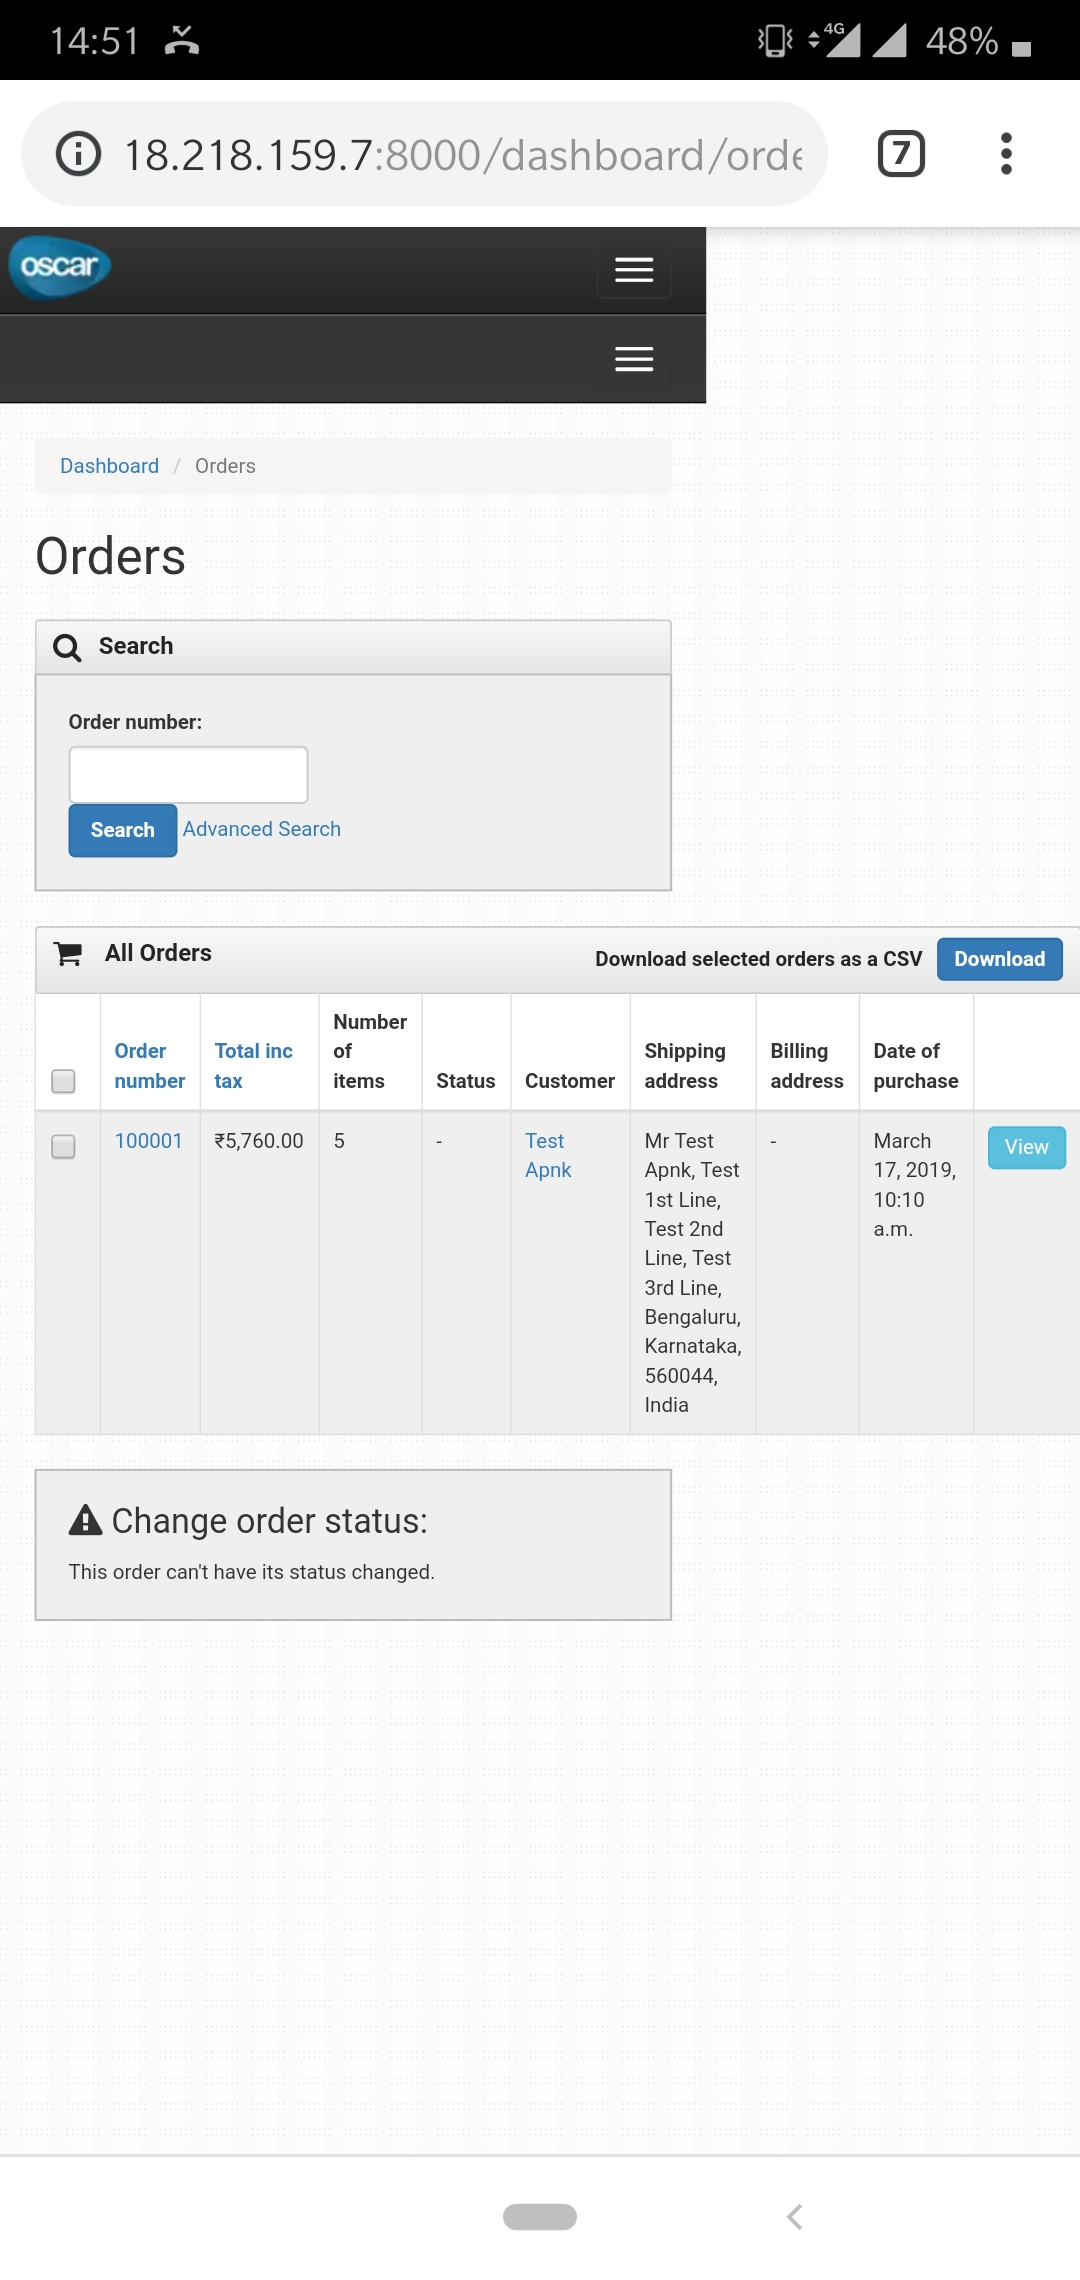 14:51
4G
48%
18.218.159.7:8000/dashboard/orde
7
oscar
Dashboard / Orders
Orders
Search
Order number:
Search Advanced Search
All Orders
Download selected orders as a CSV Download
Order number
Total inc tax
Number of items
Status
Customer
Shipping address
Billing address
Date of purchase
100001
₹5,760.00
5
-
Test
Apnk
Mr Test
Apnk, Test
1st Line,
Test 2nd
Line, Test
3rd Line,
Bengaluru,
Karnataka,
560044,
India
-
March
17, 2019,
10:10
a.m.
View
Change order status:
This order can't have its status changed.